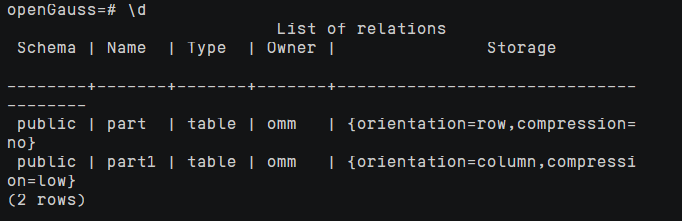 openGauss=# \d
List of relations
Schema | Name | Type | Owner | Storage
--------+-------+-------+-------+------------------------------
--------
public | part | table | omm | {orientation=row,compression=
no}
public | part1 | table | omm | {orientation=column,compressi
on=low}
(2 rows)